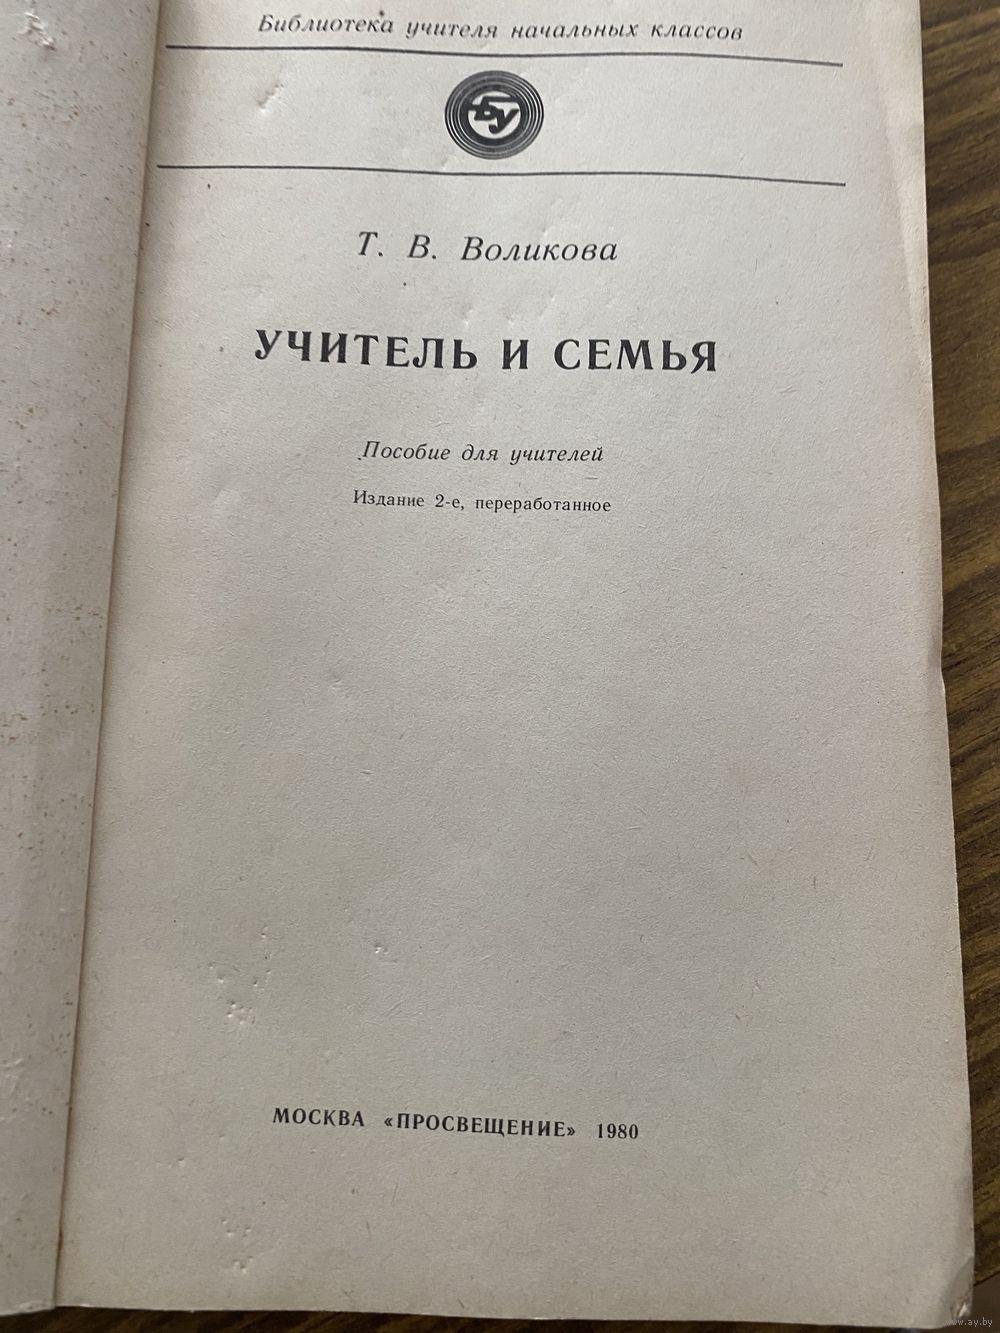 Библиотека учителя начальных классов
БУ
Т. В. Воликова
УЧИТЕЛЬ И СЕМЬЯ
Пособие для учителей
Издание 2-е, переработанное
МОСКВА «ПРОСВЕЩЕНИЕ» 1980
www.ay.by